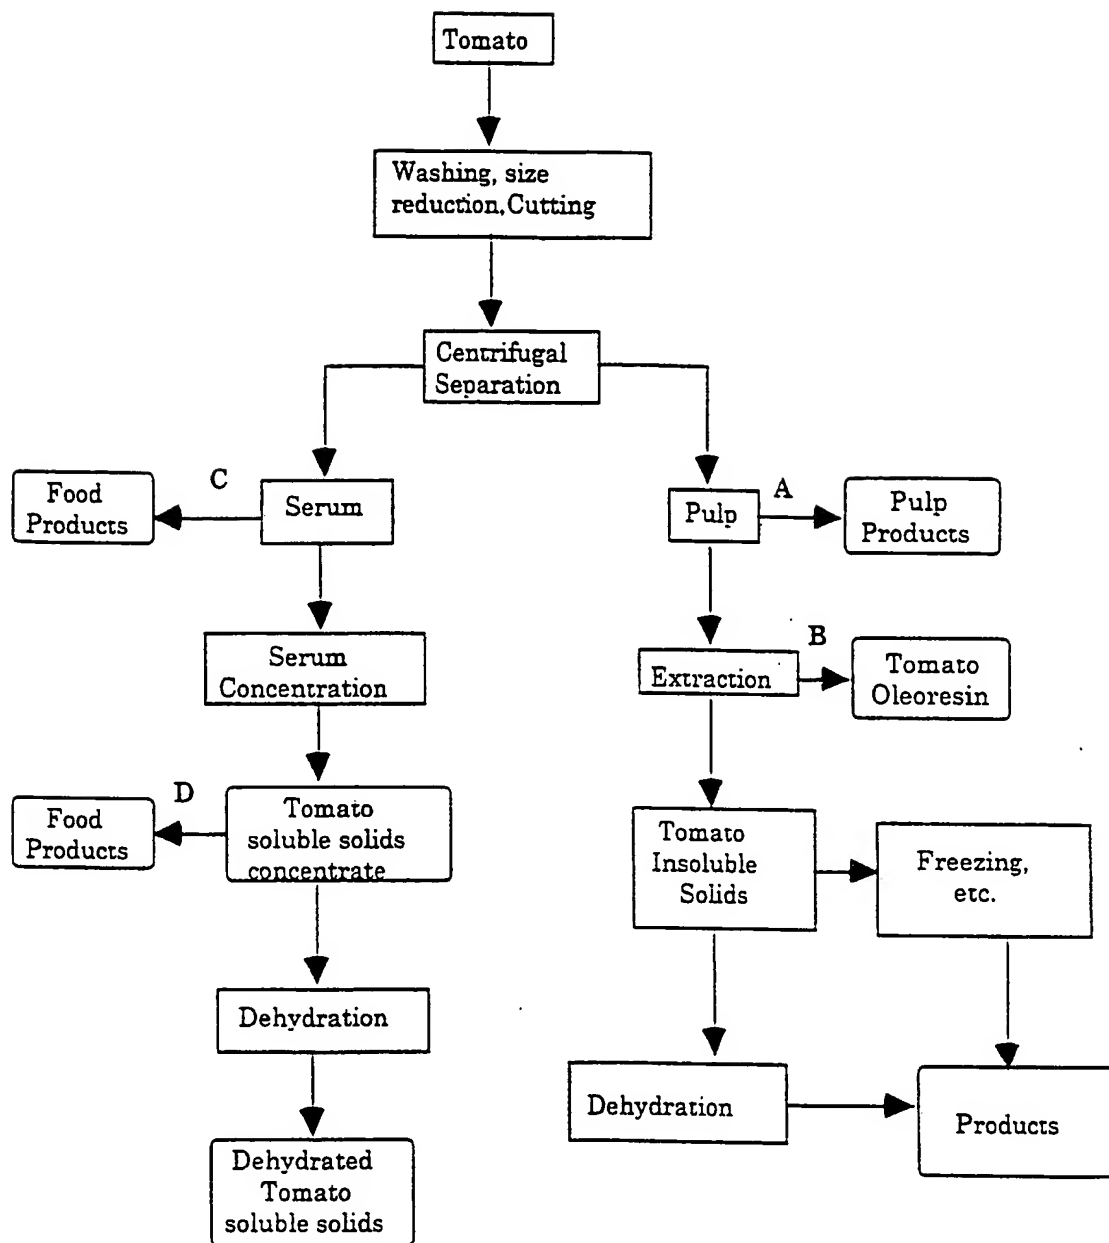 Tomato
Washing, size
reduction, Cutting
Centrifugal
Separation
C
Food
Products
Serum
Pulp
A
Pulp
Products
Serum
Concentration
Extraction
B
Tomato
Oleoresin
D
Food
Products
Tomato
soluble solids
concentrate
Tomato
Insoluble
Solids
Freezing,
etc.
Dehydration
Dehydration
Products
Dehydrated
Tomato
soluble solids